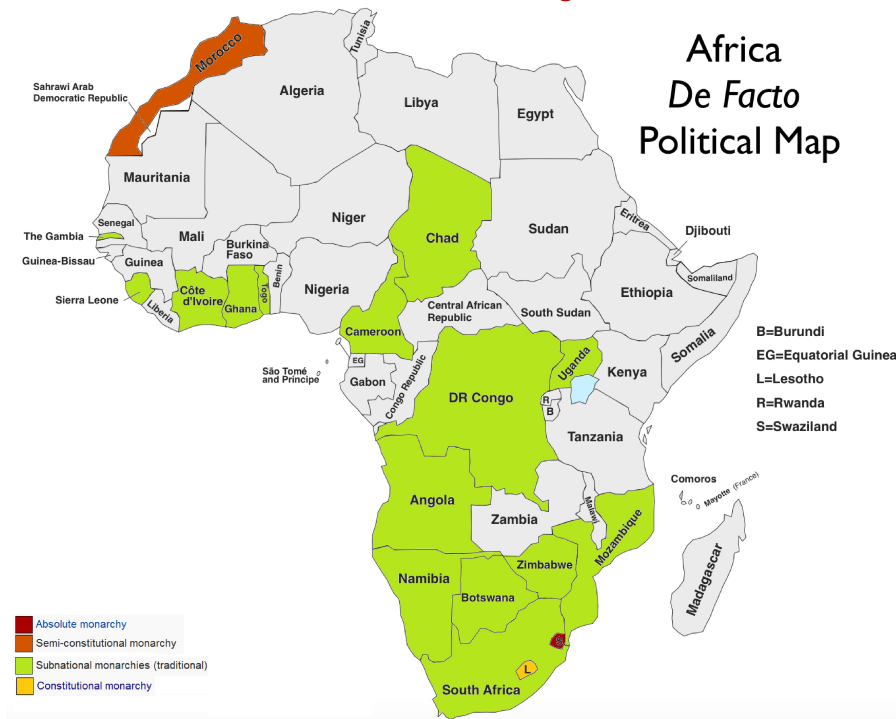 Africa
De Facto
Political Map
Morocco
Tunisia
Sahrawi Arab
Democratic Republic
Algeria
Libya
Egypt
Mauritania
Senegal
The Gambia
Guinea-Bissau
Guinea
Sierra Leone
Liberia
Mali
Burkina
Faso
Côte
d'Ivoire
Ghana
Togo
Benin
Niger
Nigeria
Chad
Sudan
Eritrea
Djibouti
Somaliland
Ethiopia
Somalia
Central African
Republic
South Sudan
Cameroon
EG
São Tomé
and Príncipe
Gabon
Congo Republic
DR Congo
Uganda
Kenya
R
B
Tanzania
B=Burundi
EG=Equatorial Guinea
L=Lesotho
R=Rwanda
S=Swaziland
Comoros
Mayotte (France)
Angola
Zambia
Malawi
Mozambique
Madagascar
Namibia
Zimbabwe
Botswana
S
L
South Africa
Absolute monarchy
Semi-constitutional monarchy
Subnational monarchies (traditional)
Constitutional monarchy